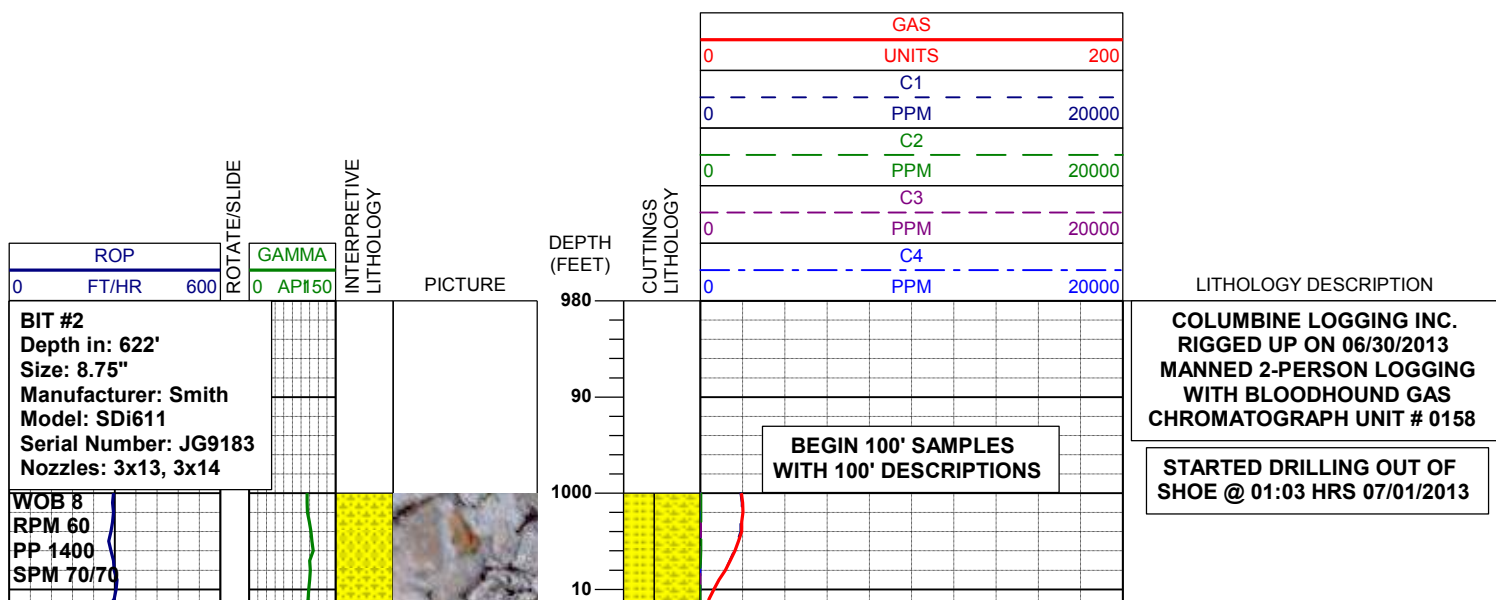 GAS
0 UNITS 200
C1
0 PPM 20000
C2
0 PPM 20000
C3
0 PPM 20000
C4
0 PPM 20000
ROP
0 FT/HR 600
ROTATE/SLIDE
GAMMA
0 API 150
INTERPRETIVE
LITHOLOGY
PICTURE
DEPTH
(FEET)
CUTTINGS
LITHOLOGY
LITHOLOGY DESCRIPTION
BIT #2
Depth in: 622'
Size: 8.75"
Manufacturer: Smith
Model: SDi611
Serial Number: JG9183
Nozzles: 3x13, 3x14
WOB 8
RPM 60
PP 1400
SPM 70/70
980
90
1000
10
BEGIN 100' SAMPLES
WITH 100' DESCRIPTIONS
COLUMBINE LOGGING INC.
RIGGED UP ON 06/30/2013
MANNED 2-PERSON LOGGING
WITH BLOODHOUND GAS
CHROMATOGRAPH UNIT # 0158
STARTED DRILLING OUT OF
SHOE @ 01:03 HRS 07/01/2013